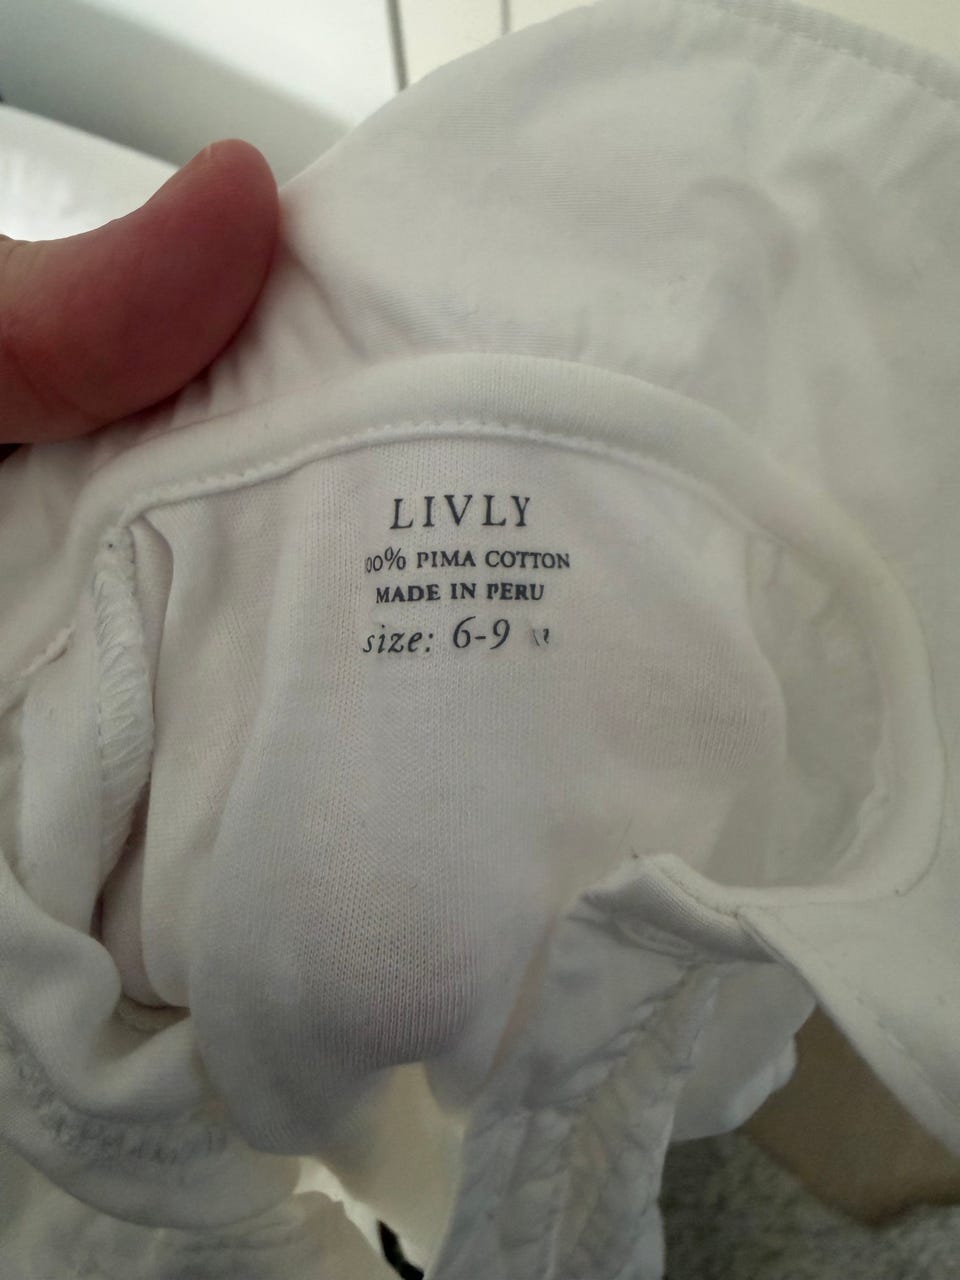 LIVLY
00% PIMA COTTON
MADE IN PERU
size: 6-9